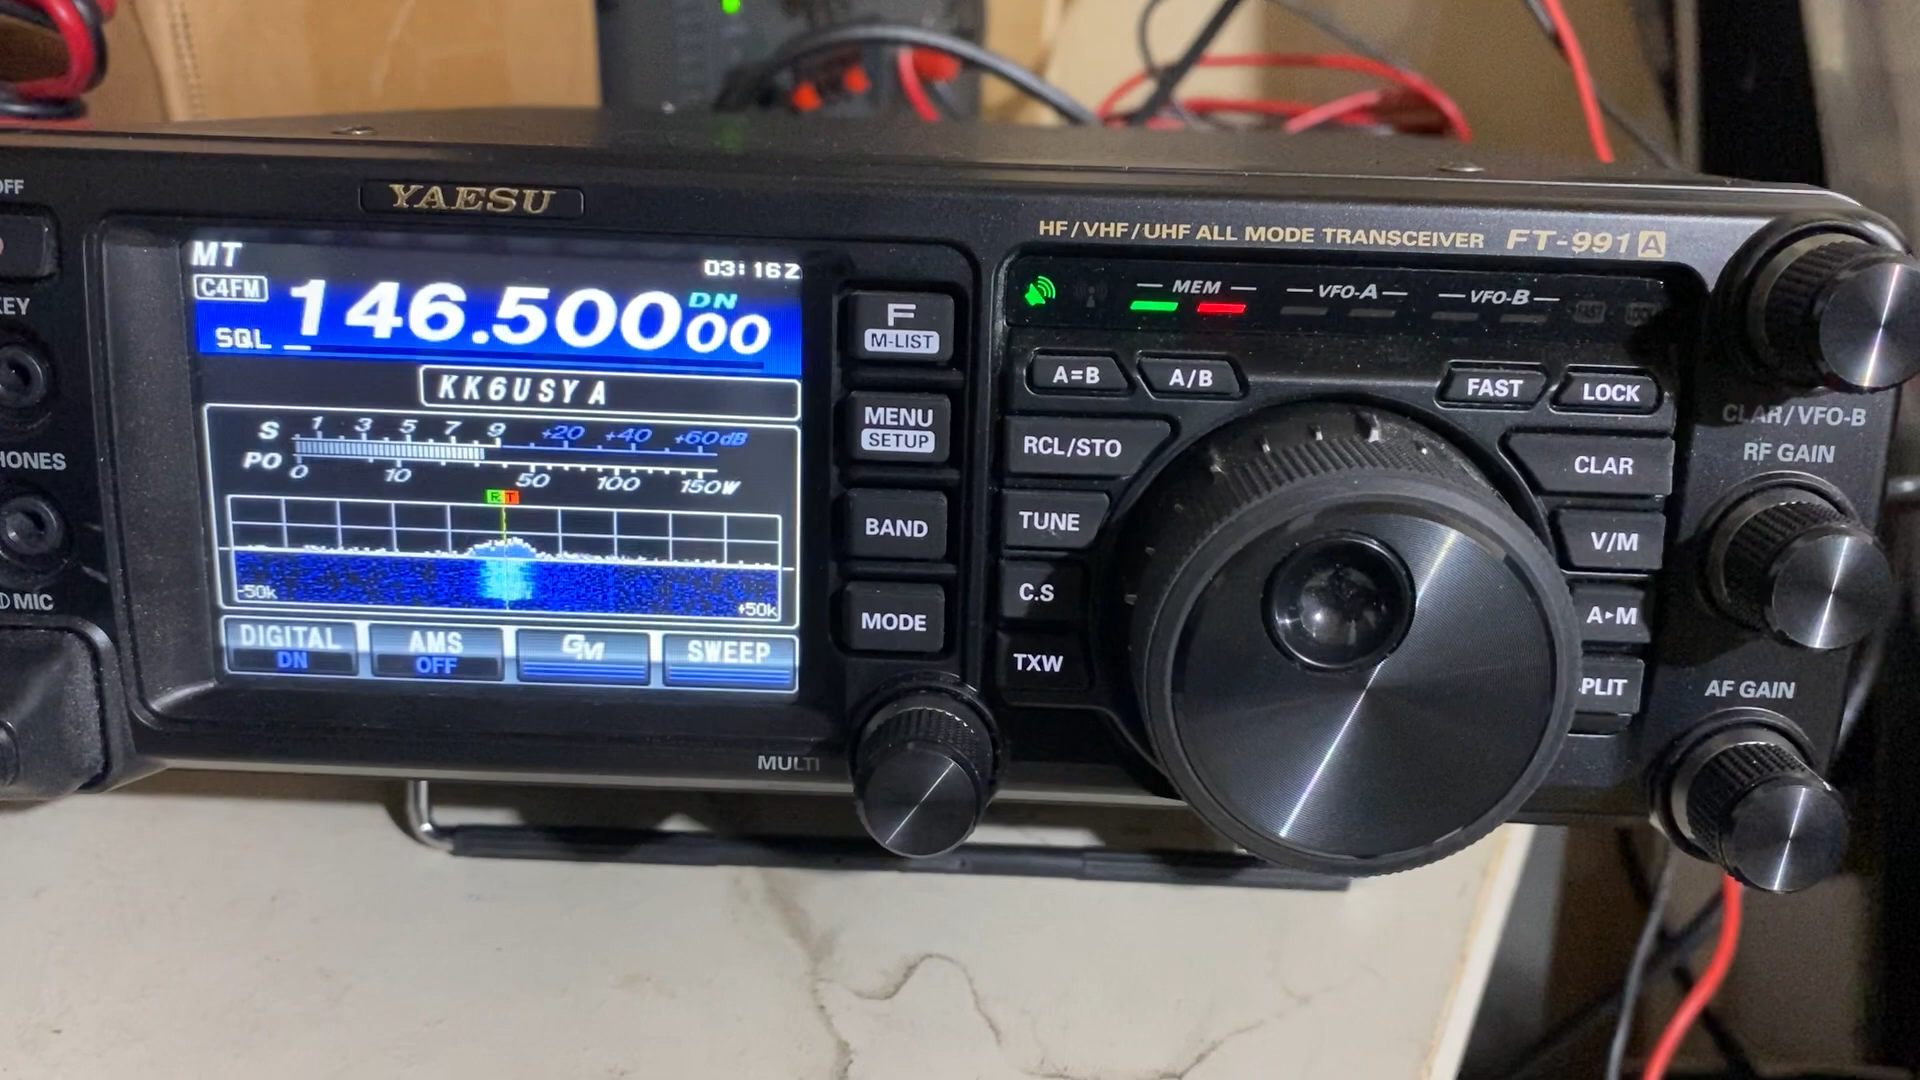 YAESU
HF/VHF/UHF ALL MODE TRANSCEIVER FT-991A
OFF
KEY
HONES
MIC
MT
03:16Z
C4FM
146.50000
DN
SQL
KK6USY A
S 1 3 5 7 9 +20 +40 +60dB
PO 0 10 50 100 150W
R T
-50k
+50k
DIGITAL
DN
AMS
OFF
GM
SWEEP
F
M-LIST
MENU
SETUP
BAND
MODE
MULTI
MEM
VFO-A
VFO-B
A=B
A/B
FAST
LOCK
RCL/STO
TUNE
C.S
TXW
CLAR
V/M
A▸M
PLIT
CLAR/VFO-B
RF GAIN
AF GAIN